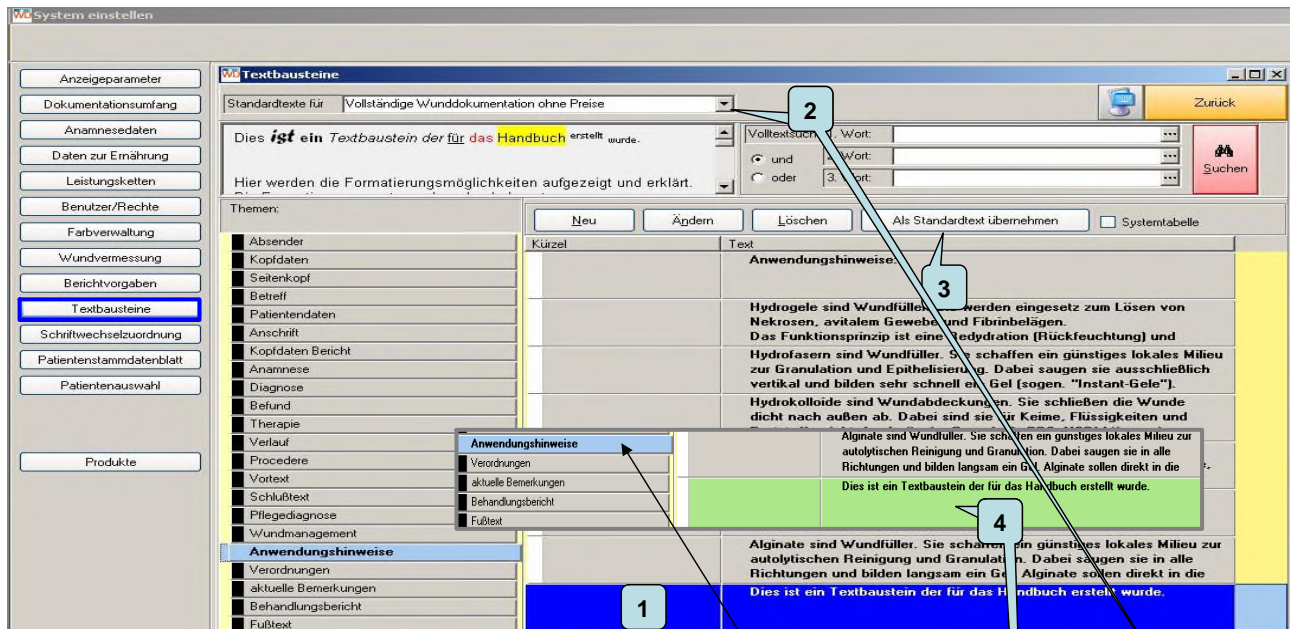 WD System einstellen
Anzeigeparameter
Dokumentationsumfang
Anamnesedaten
Daten zur Ernährung
Leistungsketten
Benutzer/Rechte
Farbverwaltung
Wundvermessung
Berichtvorgaben
Textbausteine
Schriftwechselzuordnung
Patientenstammdatenblatt
Patientenauswahl
Produkte
WD Textbausteine
Standardtexte für Vollständige Wunddokumentation ohne Preise
Zurück
Dies ist ein Textbaustein der für das Handbuch erstellt wurde.
Hier werden die Formatierungsmöglichkeiten aufgezeigt und erklärt.
Volltextsuche 1. Wort:
und
Wort:
oder 3. Wort:
Suchen
Themen:
Neu Ändern Löschen Als Standardtext übernehmen Systemtabelle
Absender
Kopfdaten
Seitenkopf
Betreff
Patientendaten
Anschrift
Kopfdaten Bericht
Anamnese
Diagnose
Befund
Therapie
Verlauf
Procedere
Vortext
Schlußtext
Pflegediagnose
Wundmanagement
Anwendungshinweise
Verordnungen
aktuelle Bemerkungen
Behandlungsbericht
Fußtext
Kürzel Text
Anwendungshinweise:
Hydrogele sind Wundfüller. werden eingesetz zum Lösen von
Nekrosen, avitalem Gewebe und Fibrinbelägen.
Das Funktionsprinzip ist eine Redydration (Rückfeuchtung) und
Hydrofasern sind Wundfüller. Sie schaffen ein günstiges lokales Milieu
zur Granulation und Epithelisierung. Dabei saugen sie ausschließlich
vertikal und bilden sehr schnell ein Gel (sogen. "Instant-Gele").
Hydrokolloide sind Wundabdeckungen. Sie schließen die Wunde
dicht nach außen ab. Dabei sind sie für Keime, Flüssigkeiten und
Anwendungshinweise
Verordnungen
aktuelle Bemerkungen
Behandlungsbericht
Fußtext
Alginate sind Wundfüller. Sie schaffen ein günstiges lokales Milieu zur
autolytischen Reinigung und Granulation. Dabei saugen sie in alle
Richtungen und bilden langsam ein Gel. Alginate sollen direkt in die
Dies ist ein Textbaustein der für das Handbuch erstellt wurde.
Alginate sind Wundfüller. Sie schaffen ein günstiges lokales Milieu zur
autolytischen Reinigung und Granulation. Dabei saugen sie in alle
Richtungen und bilden langsam ein Gel. Alginate sollen direkt in die
Dies ist ein Textbaustein der für das Handbuch erstellt wurde.
2
3
4
1